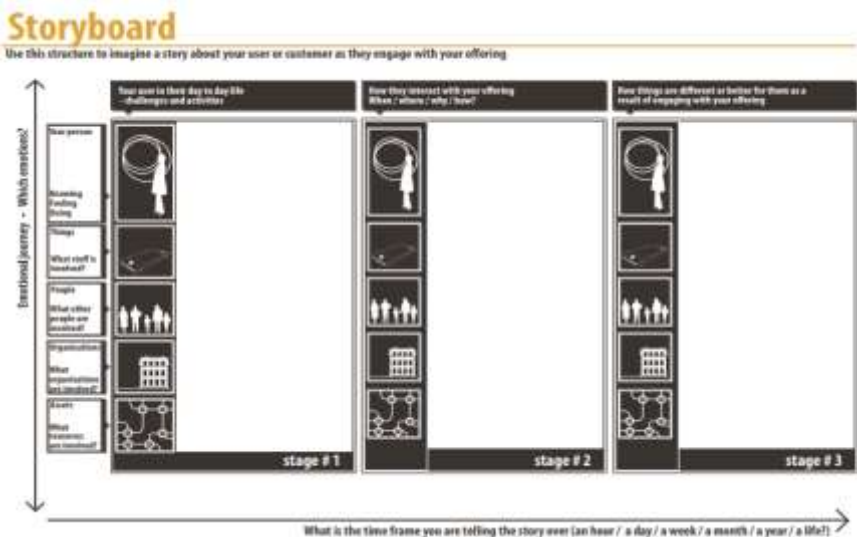 Storyboard
Use this structure to imagine a story about your user or customer as they engage with your offering
Your user in their day to day life
- challenges and activities
How they interact with your offering
When / where / why / how?
How things are different or better for them as a
result of engaging with your offering
Emotional journey - Which emotions?
Your person
Knowing
Feeling
Doing
Things
What stuff is
involved?
People
What other
people are
involved?
Organisations
What
organisations
are involved?
Assets
What
are involved?
stage # 1
stage # 2
stage # 3
What is the time frame you are telling the story over (an hour / a day / a week / a month / a year / a life?)